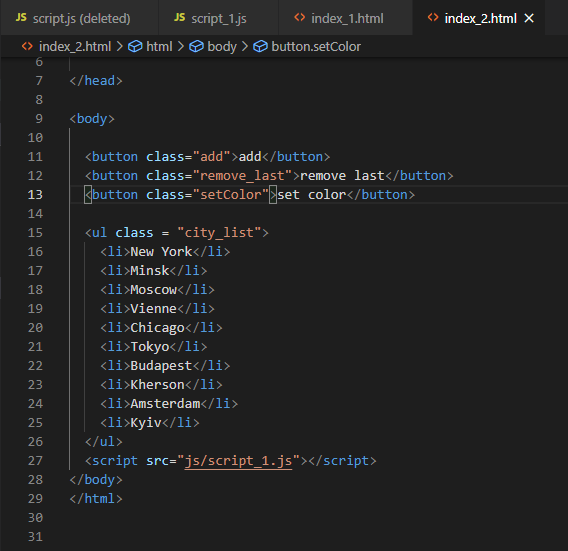 script.js (deleted) script_1.js index_1.html index_2.html
index_2.html > html > body > button.setColor
6
7 </head>
8
9 <body>
10
11 <button class="add">add</button>
12 <button class="remove_last">remove last</button>
13 <button class="setColor">set color</button>
14
15 <ul class = "city_list">
16 <li>New York</li>
17 <li>Minsk</li>
18 <li>Moscow</li>
19 <li>Vienne</li>
20 <li>Chicago</li>
21 <li>Tokyo</li>
22 <li>Budapest</li>
23 <li>Kherson</li>
24 <li>Amsterdam</li>
25 <li>Kyiv</li>
26 </ul>
27 <script src="js/script_1.js"></script>
28 </body>
29 </html>
30
31